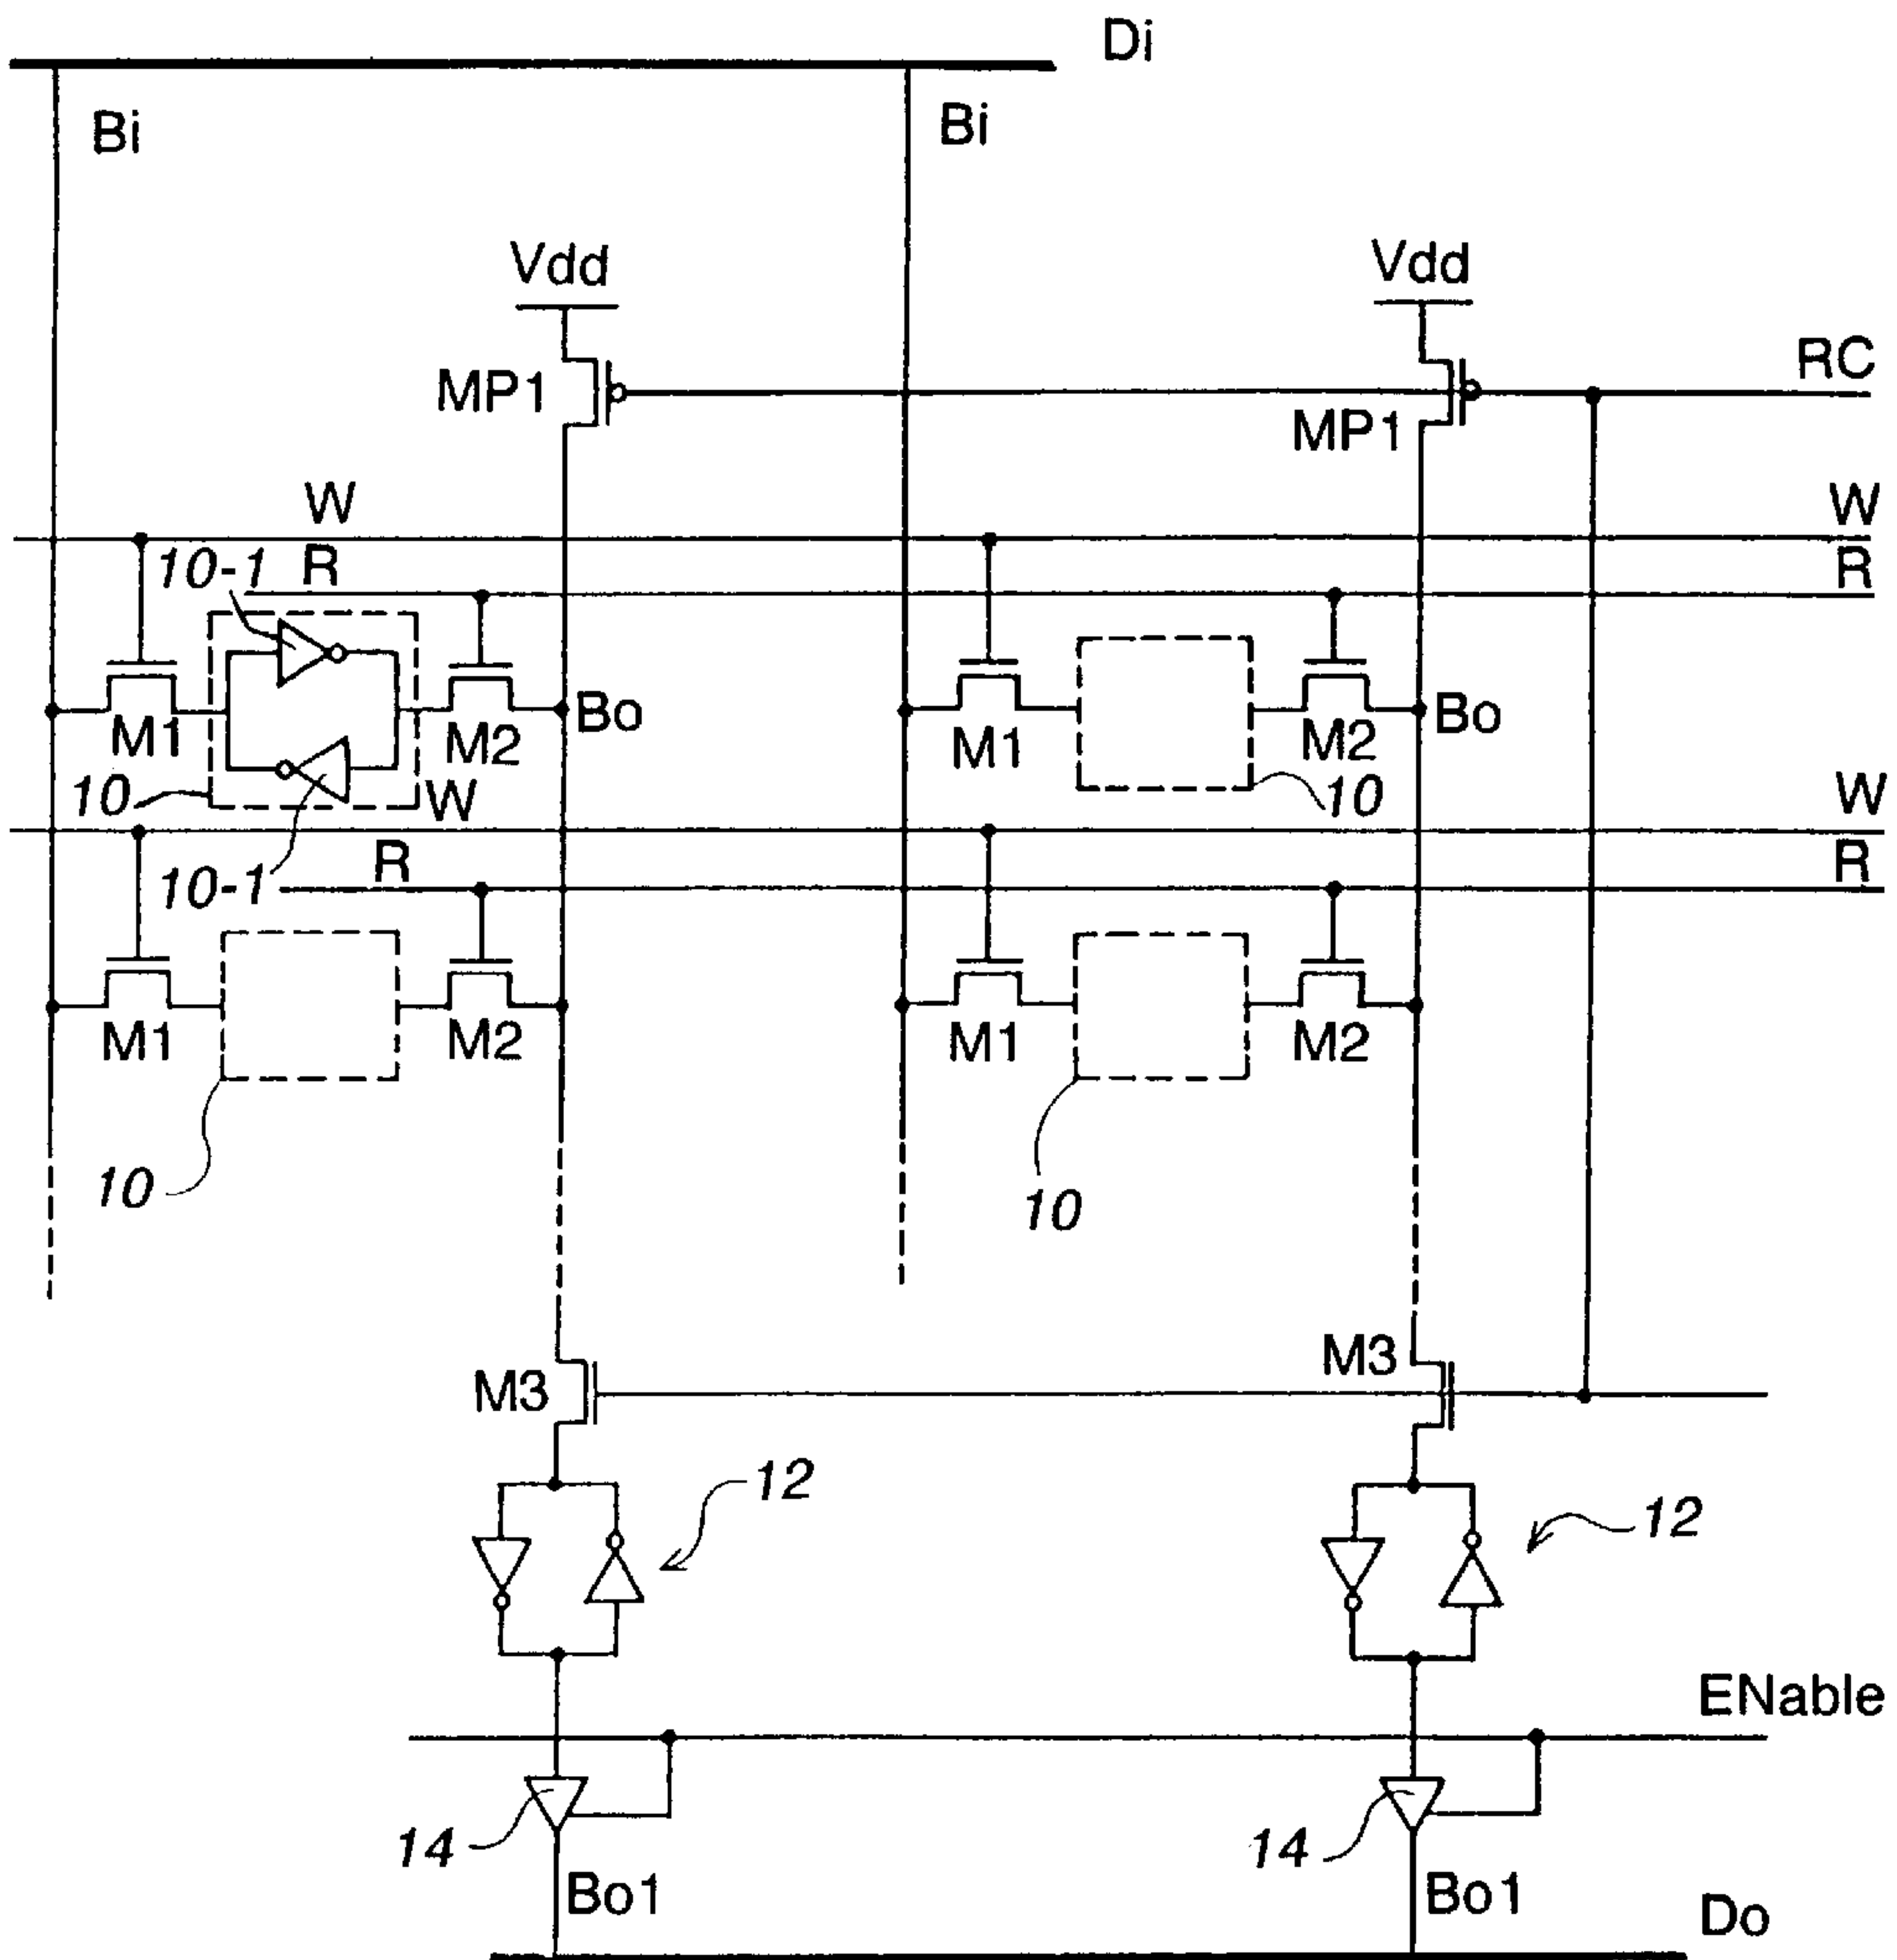 Di
Bi Bi
Vdd Vdd
RC
MP1 MP1
W W
10-1 R R
M1 M2 Bo M1 M2 Bo
10 W 10 W
10-1 R R
M1 M2 M1 M2
10 10
M3 M3
12 12
ENable
14 14
Bo1 Bo1
Do